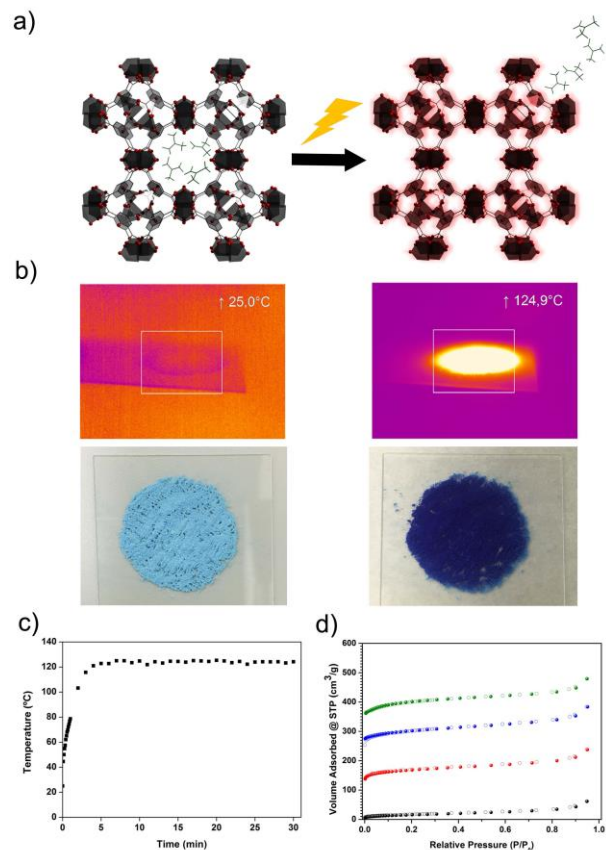 a)
b)
↑ 25,0°C
↑ 124,9°C
c)
140
120
100
80
60
40
20
0
Temperature (ºC)
0
5
10
15
20
25
30
Time (min)
d)
600
500
400
300
200
100
0
Volume Adsorbed @ STP (cm³/g)
0.0
0.2
0.4
0.6
0.8
1.0
Relative Pressure (P/P₀)